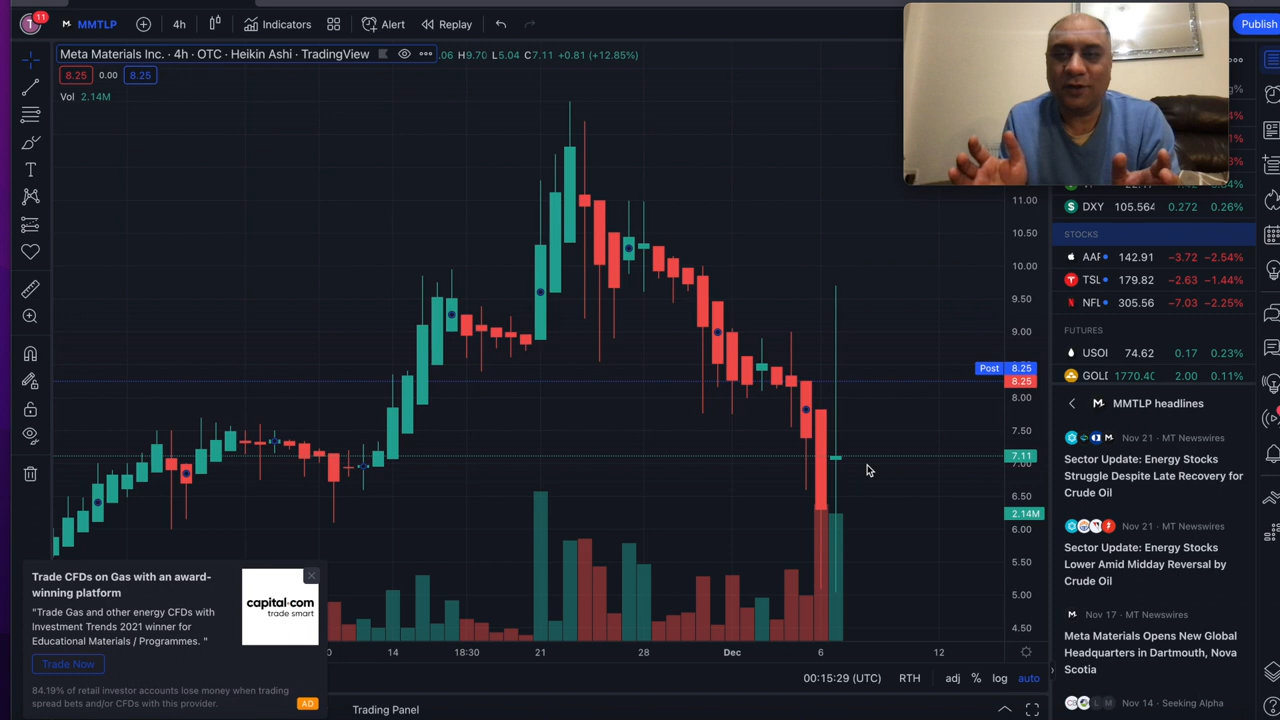 11
MMTLP
4h
Indicators
Alert
Replay
Publish
Meta Materials Inc. · 4h · OTC · Heikin Ashi · TradingView
.06 H9.70 L5.04 C7.11 +0.81 (+12.85%)
8.25 0.00 8.25
Vol 2.14M
11.00
10.50
10.00
9.50
9.00
Post 8.25
8.25
8.00
7.50
7.11
7.00
6.50
2.14M
6.00
5.50
5.00
4.50
14 18:30 21 28 Dec 6 12
00:15:29 (UTC) RTH adj % log auto
Trading Panel
Trade CFDs on Gas with an award-
winning platform
"Trade Gas and other energy CFDs with
Investment Trends 2021 winner for
Educational Materials / Programmes. "
Trade Now
84.19% of retail investor accounts lose money when trading
spread bets and/or CFDs with this provider.
AD
capital.com
trade smart
DXY 105.564 0.272 0.26%
STOCKS
AAF 142.91 −3.72 −2.54%
TSL 179.82 −2.63 −1.44%
NFL 305.56 −7.03 −2.25%
FUTURES
USOI 74.62 0.17 0.23%
GOLD 1770.40 2.00 0.11%
MMTLP headlines
Nov 21 · MT Newswires
Sector Update: Energy Stocks
Struggle Despite Late Recovery for
Crude Oil
Nov 21 · MT Newswires
Sector Update: Energy Stocks
Lower Amid Midday Reversal by
Crude Oil
Nov 17 · MT Newswires
Meta Materials Opens New Global
Headquarters in Dartmouth, Nova
Scotia
Nov 14 · Seeking Alpha